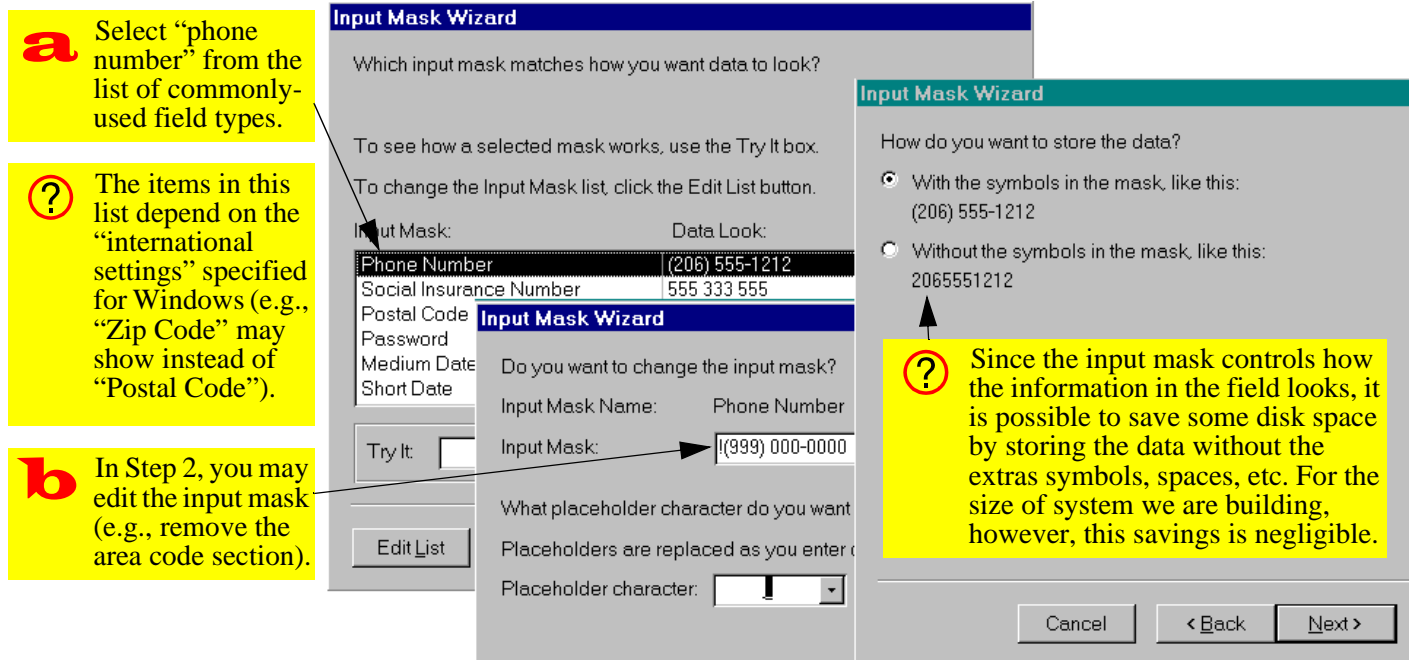 a
Select “phone
number” from the
list of commonly-
used field types.
?
The items in this
list depend on the
“international
settings” specified
for Windows (e.g.,
“Zip Code” may
show instead of
“Postal Code”).
b
In Step 2, you may
edit the input mask
(e.g., remove the
area code section).
Input Mask Wizard
Which input mask matches how you want data to look?
To see how a selected mask works, use the Try It box.
To change the Input Mask list, click the Edit List button.
Input Mask: Data Look:
Phone Number (206) 555-1212
Social Insurance Number 555 333 555
Postal Code
Password
Medium Date
Short Date
Try It:
Edit List
Input Mask Wizard
Do you want to change the input mask?
Input Mask Name: Phone Number
Input Mask: !(999) 000-0000
What placeholder character do you want
Placeholders are replaced as you enter
Placeholder character: _
Input Mask Wizard
How do you want to store the data?
With the symbols in the mask, like this:
(206) 555-1212
Without the symbols in the mask, like this:
2065551212
?
Since the input mask controls how
the information in the field looks, it
is possible to save some disk space
by storing the data without the
extras symbols, spaces, etc. For the
size of system we are building,
however, this savings is negligible.
Cancel < Back Next >